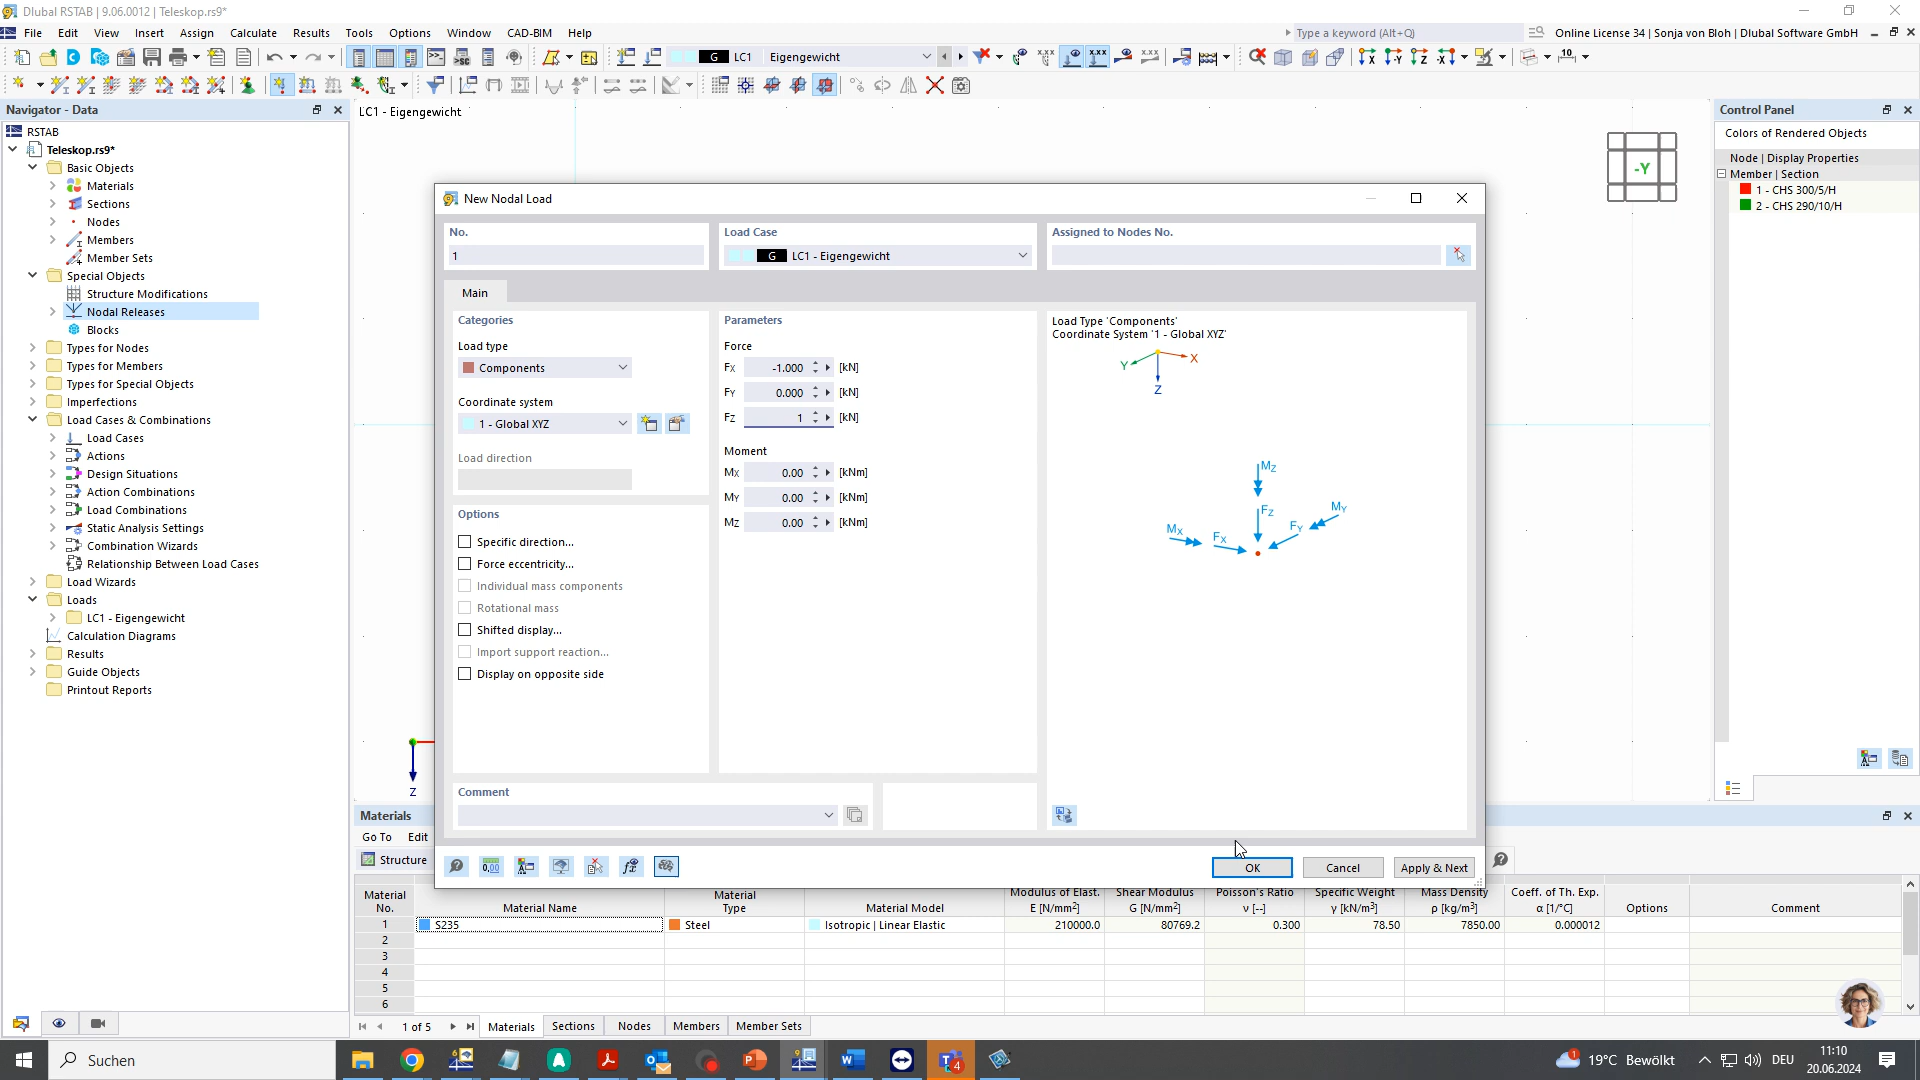 Dlubal RSTAB | 9.06.0012 | Teleskop.rs9*
File Edit View Insert Assign Calculate Results Tools Options Window CAD-BIM Help
Type a keyword (Alt+Q)
Online License 34 | Sonja von Bloh | Dlubal Software GmbH
G LC1 Eigengewicht
Navigator - Data
RSTAB
Teleskop.rs9*
Basic Objects
Materials
Sections
Nodes
Members
Member Sets
Special Objects
Structure Modifications
Nodal Releases
Blocks
Types for Nodes
Types for Members
Types for Special Objects
Imperfections
Load Cases & Combinations
Load Cases
Actions
Design Situations
Action Combinations
Load Combinations
Static Analysis Settings
Combination Wizards
Relationship Between Load Cases
Load Wizards
Loads
LC1 - Eigengewicht
Calculation Diagrams
Results
Guide Objects
Printout Reports
LC1 - Eigengewicht
-Y
Z
Control Panel
Colors of Rendered Objects
Node | Display Properties
Member | Section
1 - CHS 300/5/H
2 - CHS 290/10/H
New Nodal Load
No.
1
Load Case
G LC1 - Eigengewicht
Assigned to Nodes No.
Main
Categories
Load type
Components
Coordinate system
1 - Global XYZ
Load direction
Options
Specific direction...
Force eccentricity...
Individual mass components
Rotational mass
Shifted display...
Import support reaction...
Display on opposite side
Parameters
Force
FX -1.000 [kN]
FY 0.000 [kN]
FZ 1 [kN]
Moment
MX 0.00 [kNm]
MY 0.00 [kNm]
MZ 0.00 [kNm]
Load Type 'Components'
Coordinate System '1 - Global XYZ'
Y X
Z
MZ
FZ MY
MX FX FY
Comment
OK Cancel Apply & Next
Materials
Go To Edit
Structure
Material No. Material Name Material Type Material Model Modulus of Elast. E [N/mm2] Shear Modulus G [N/mm2] Poisson's Ratio ν [--] Specific Weight γ [kN/m3] Mass Density ρ [kg/m3] Coeff. of Th. Exp. α [1/°C] Options Comment
1 S235 Steel Isotropic | Linear Elastic 210000.0 80769.2 0.300 78.50 7850.00 0.000012
2
3
4
5
6
1 of 5 Materials Sections Nodes Members Member Sets
Suchen
19°C Bewölkt
DEU
11:10
20.06.2024